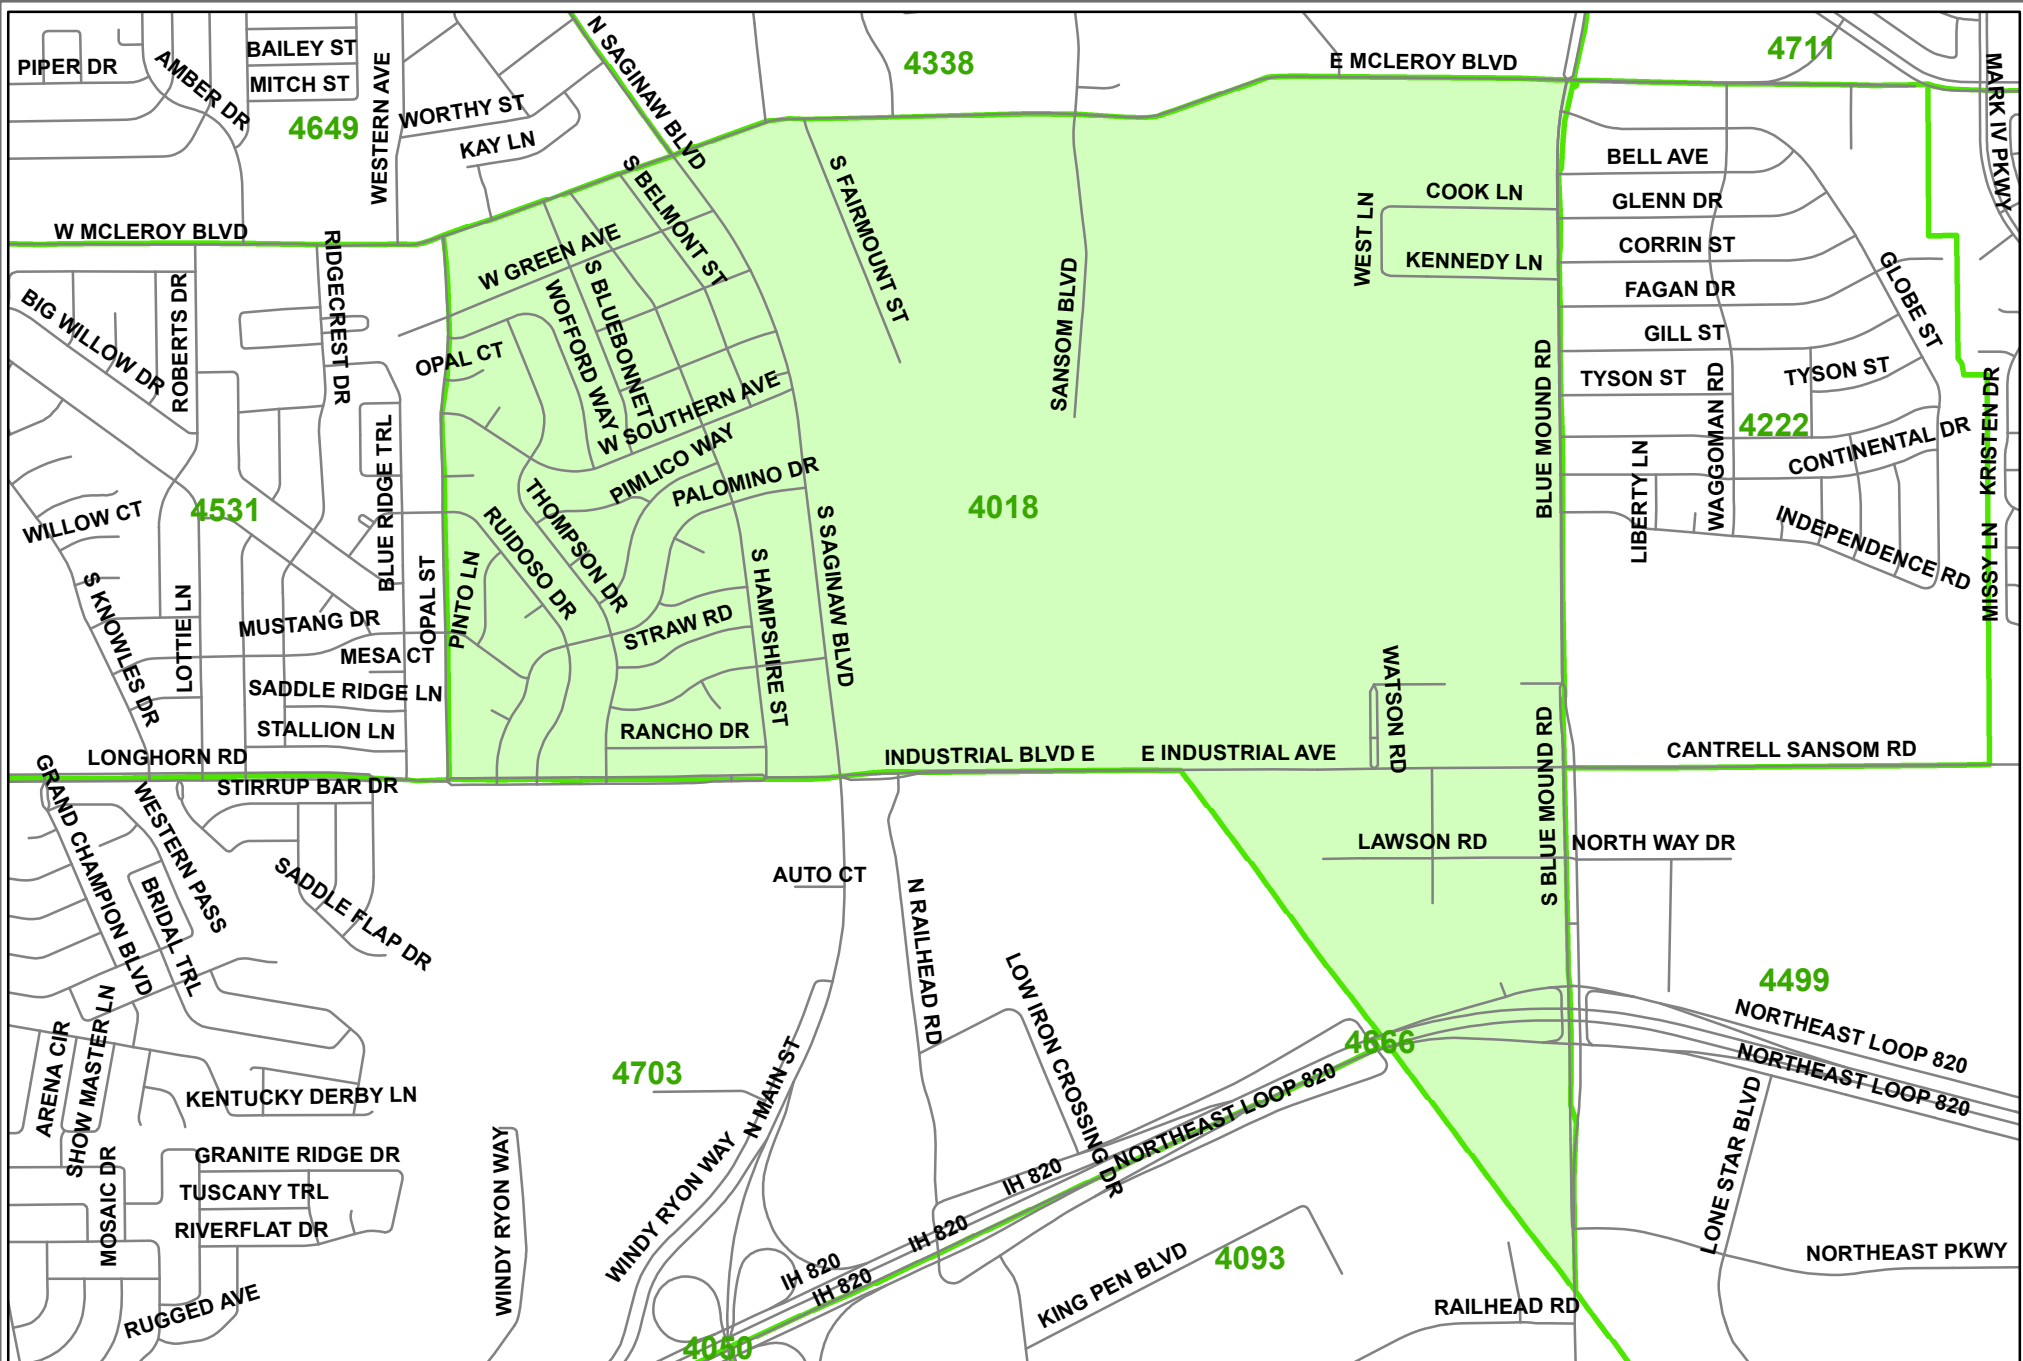 N SAGINAW BLVD
4338
E MCLEROY BLVD
4711
MARK IV PKWY
PIPER DR
AMBER DR
BAILEY ST
MITCH ST
4649
WESTERN AVE
WORTHY ST
KAY LN
S BELMONT ST
S FAIRMOUNT ST
BELL AVE
COOK LN
GLENN DR
WEST LN
W MCLEROY BLVD
RIDGECREST DR
W GREEN AVE
CORRIN ST
KENNEDY LN
GLOBE ST
BIG WILLOW DR
ROBERTS DR
WOFFORD WAY
S BLUEBONNET
SANSOM BLVD
FAGAN DR
GILL ST
OPAL CT
BLUE MOUND RD
TYSON ST
TYSON ST
WAGGOMAN RD
KRISTEN DR
W SOUTHERN AVE
4222
BLUE RIDGE TRL
PIMLICO WAY
PALOMINO DR
CONTINENTAL DR
LIBERTY LN
WILLOW CT
4531
THOMPSON DR
RUIDOSO DR
4018
S SAGINAW BLVD
INDEPENDENCE RD
MISSY LN
S KNOWLES DR
LOTTIE LN
OPAL ST
PINTO LN
S HAMPSHIRE ST
MUSTANG DR
STRAW RD
MESA CT
WATSON RD
SADDLE RIDGE LN
STALLION LN
RANCHO DR
S BLUE MOUND RD
LONGHORN RD
INDUSTRIAL BLVD E
E INDUSTRIAL AVE
CANTRELL SANSOM RD
STIRRUP BAR DR
GRAND CHAMPION BLVD
WESTERN PASS
LAWSON RD
NORTH WAY DR
BRIDAL TRL
SADDLE FLAP DR
AUTO CT
N RAILHEAD RD
LOW IRON CROSSING DR
4499
NORTHEAST LOOP 820
NORTHEAST LOOP 820
SHOW MASTER LN
ARENA CIR
4666
4703
N MAIN ST
NORTHEAST LOOP 820
KENTUCKY DERBY LN
LONE STAR BLVD
WINDY RYON WAY
WINDY RYON WAY
GRANITE RIDGE DR
IH 820
MOSAIC DR
TUSCANY TRL
RIVERFLAT DR
IH 820
IH 820
IH 820
4093
KING PEN BLVD
NORTHEAST PKWY
RUGGED AVE
RAILHEAD RD
4050